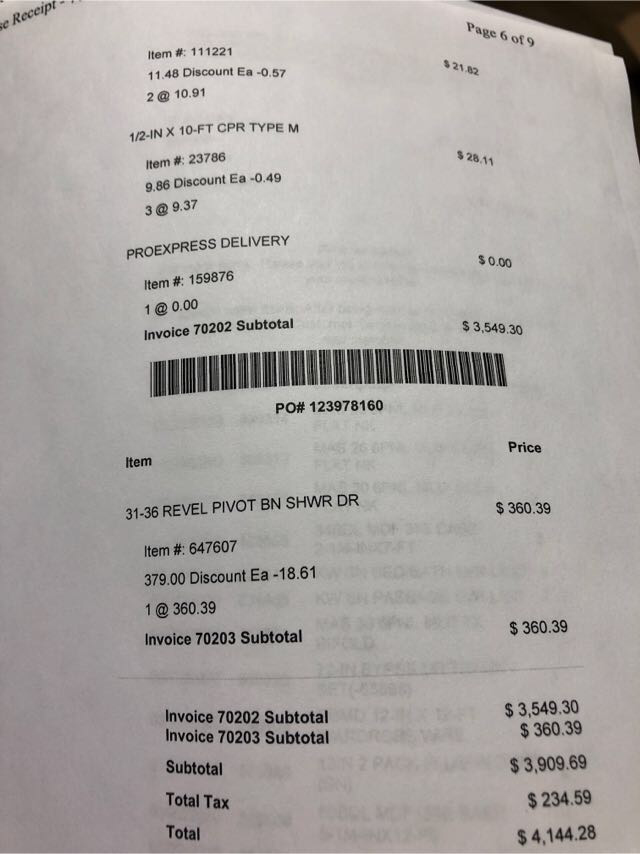 Receipt
Page 6 of 9
Item #: 111221
11.48 Discount Ea -0.57
$ 21.82
2 @ 10.91
1/2-IN X 10-FT CPR TYPE M
Item #: 23786
$ 28.11
9.86 Discount Ea -0.49
3 @ 9.37
PROEXPRESS DELIVERY
$ 0.00
Item #: 159876
1 @ 0.00
Invoice 70202 Subtotal
$ 3,549.30
PO# 123978160
Item
Price
31-36 REVEL PIVOT BN SHWR DR
$ 360.39
Item #: 647607
379.00 Discount Ea -18.61
1 @ 360.39
Invoice 70203 Subtotal
$ 360.39
Invoice 70202 Subtotal
$ 3,549.30
Invoice 70203 Subtotal
$ 360.39
Subtotal
$ 3,909.69
Total Tax
$ 234.59
Total
$ 4,144.28